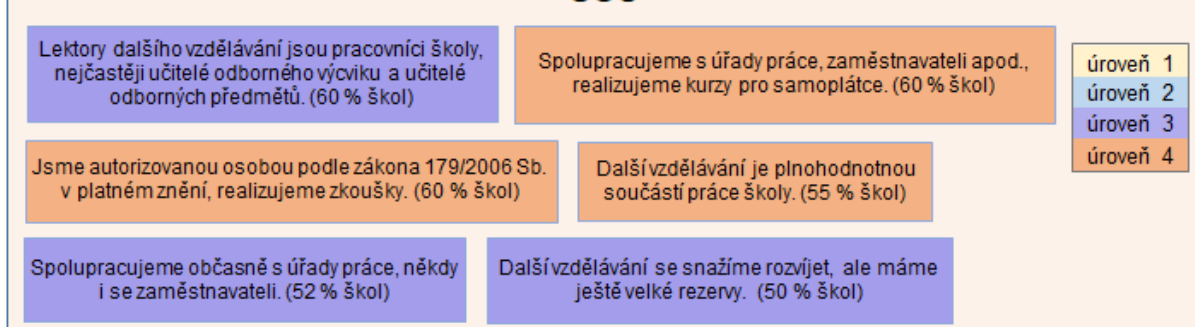 Lektory dalšího vzdělávání jsou pracovníci školy,
nejčastěji učitelé odborného výcviku a učitelé
odborných předmětů. (60 % škol)
Spolupracujeme s úřady práce, zaměstnavateli apod.,
realizujeme kurzy pro samoplátce. (60 % škol)
úroveň 1
úroveň 2
úroveň 3
úroveň 4
Jsme autorizovanou osobou podle zákona 179/2006 Sb.
v platném znění, realizujeme zkoušky. (60 % škol)
Další vzdělávání je plnohodnotnou
součástí práce školy. (55 % škol)
Spolupracujeme občasně s úřady práce, někdy
i se zaměstnavateli. (52 % škol)
Další vzdělávání se snažíme rozvíjet, ale máme
ještě velké rezervy. (50 % škol)